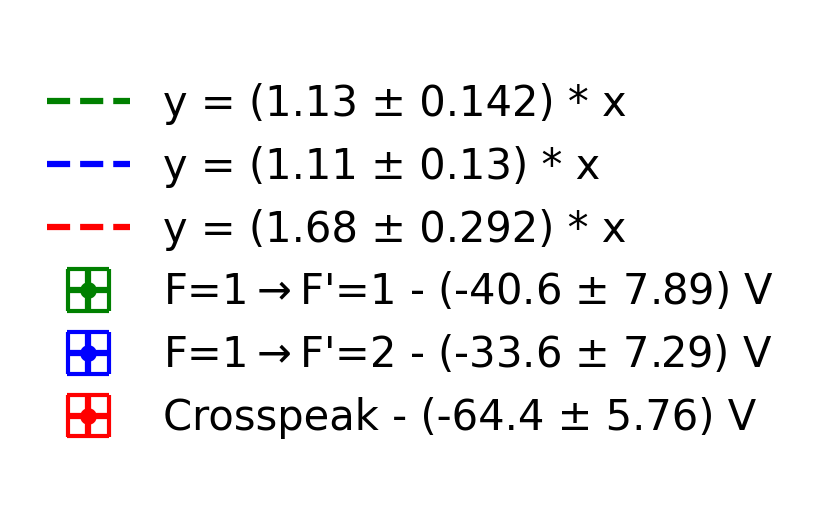 y = (1.13 ± 0.142) * x
y = (1.11 ± 0.13) * x
y = (1.68 ± 0.292) * x
F=1→F'=1 - (-40.6 ± 7.89) V
F=1→F'=2 - (-33.6 ± 7.29) V
Crosspeak - (-64.4 ± 5.76) V